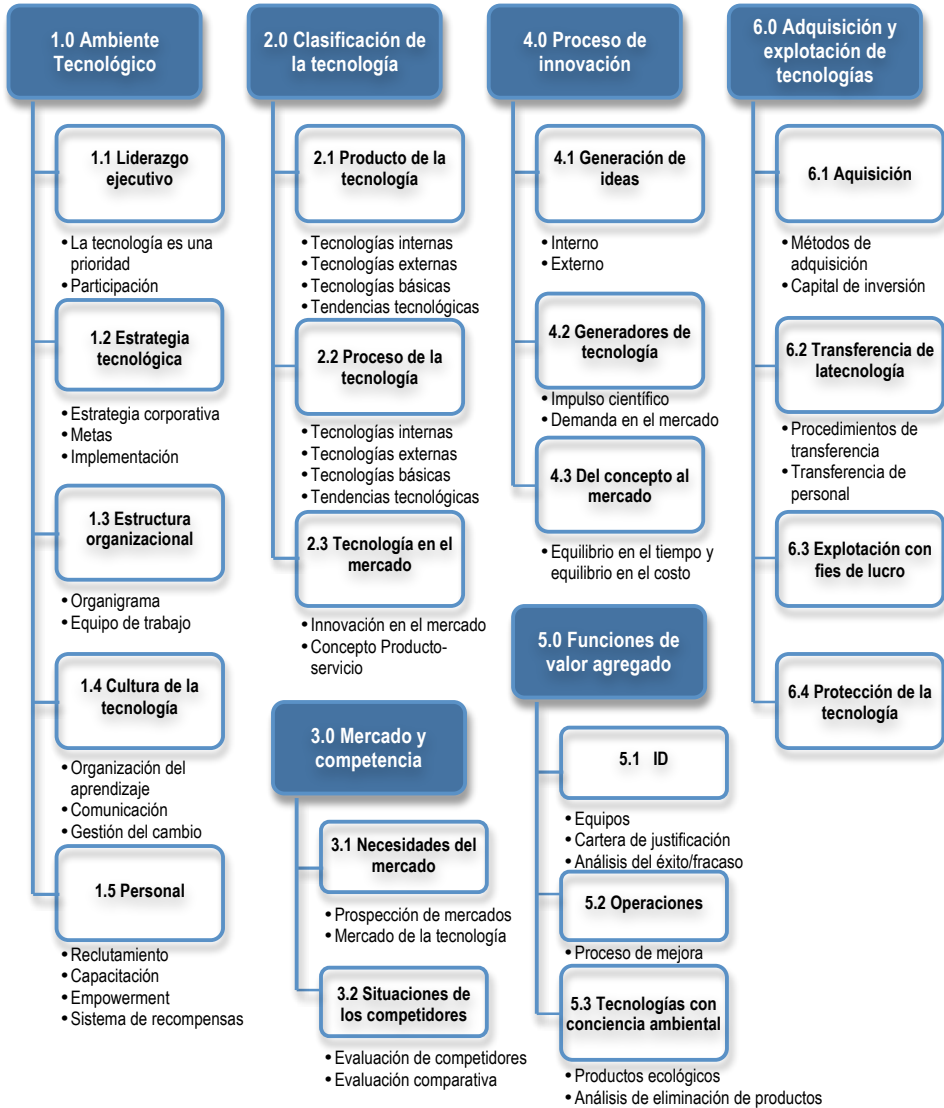 1.0 Ambiente
Tecnológico
1.1 Liderazgo
ejecutivo
• La tecnología es una
prioridad
• Participación
1.2 Estrategia
tecnológica
• Estrategia corporativa
• Metas
• Implementación
1.3 Estructura
organizacional
• Organigrama
• Equipo de trabajo
1.4 Cultura de la
tecnología
• Organización del
aprendizaje
• Comunicación
• Gestión del cambio
1.5 Personal
• Reclutamiento
• Capacitación
• Empowerment
• Sistema de recompensas
2.0 Clasificación de
la tecnología
2.1 Producto de la
tecnología
• Tecnologías internas
• Tecnologías externas
• Tecnologías básicas
• Tendencias tecnológicas
2.2 Proceso de la
tecnología
• Tecnologías internas
• Tecnologías externas
• Tecnologías básicas
• Tendencias tecnológicas
2.3 Tecnología en el
mercado
• Innovación en el mercado
• Concepto Producto-
servicio
3.0 Mercado y
competencia
3.1 Necesidades del
mercado
• Prospección de mercados
• Mercado de la tecnología
3.2 Situaciones de
los competidores
• Evaluación de competidores
• Evaluación comparativa
4.0 Proceso de
innovación
4.1 Generación de
ideas
• Interno
• Externo
4.2 Generadores de
tecnología
• Impulso científico
• Demanda en el mercado
4.3 Del concepto al
mercado
• Equilibrio en el tiempo y
equilibrio en el costo
5.0 Funciones de
valor agregado
5.1 ID
• Equipos
• Cartera de justificación
• Análisis del éxito/fracaso
5.2 Operaciones
• Proceso de mejora
5.3 Tecnologías con
conciencia ambiental
• Productos ecológicos
• Análisis de eliminación de productos
6.0 Adquisición y
explotación de
tecnologías
6.1 Aquisición
• Métodos de
adquisición
• Capital de inversión
6.2 Transferencia de
latecnología
• Procedimientos de
transferencia
• Transferencia de
personal
6.3 Explotación con
fies de lucro
6.4 Protección de la
tecnología